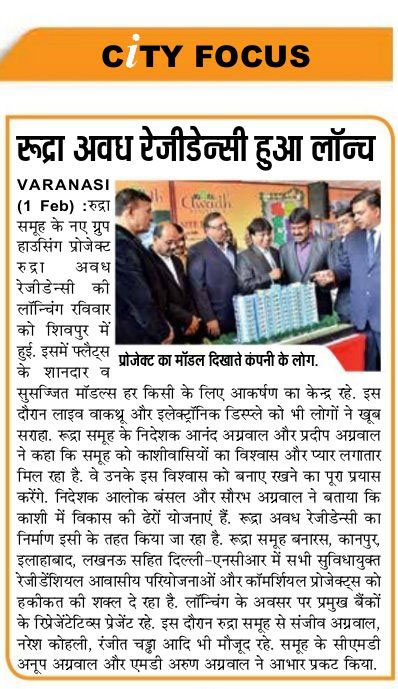 CiTY FOCUS
रूद्रा अवध रेजीडेन्सी हुआ लॉन्च
VARANASI
(1 Feb) :रुद्रा
समूह के नए ग्रुप
हाउसिंग प्रोजेक्ट
रुद्रा अवध
रेजीडेन्सी की
लॉन्चिंग रविवार
को शिवपुर में
हुई. इसमें फ्लैट्स
के शानदार व
Awadh
प्रोजेक्ट का मॉडल दिखाते कंपनी के लोग.
सुसज्जित मॉडल्स हर किसी के लिए आकर्षण का केन्द्र रहे. इस
दौरान लाइव वाकथ्रू और इलेक्ट्रॉनिक डिस्प्ले को भी लोगों ने खूब
सराहा. रूद्रा समूह के निदेशक आनंद अग्रवाल और प्रदीप अग्रवाल
ने कहा कि समूह को काशीवासियों का विश्वास और प्यार लगातार
मिल रहा है. वे उनके इस विश्वास को बनाए रखने का पूरा प्रयास
करेंगे. निदेशक आलोक बंसल और सौरभ अग्रवाल ने बताया कि
काशी में विकास की ढेरों योजनाएं हैं. रूद्रा अवध रेजीडेन्सी का
निर्माण इसी के तहत किया जा रहा है. रूद्रा समूह बनारस, कानपुर,
इलाहाबाद, लखनऊ सहित दिल्ली-एनसीआर में सभी सुविधायुक्त
रेजीडेंशियल आवासीय परियोजनाओं और कॉमर्शियल प्रोजेक्ट्स को
हकीकत की शक्ल दे रहा है. लॉन्चिंग के अवसर पर प्रमुख बैंकों
के रिप्रेजेंटेटिव्स प्रेजेंट रहे. इस दौरान रुद्रा समूह से संजीव अग्रवाल,
नरेश कोहली, रंजीत चड्ढा आदि भी मौजूद रहे. समूह के सीएमडी
अनूप अग्रवाल और एमडी अरुण अग्रवाल ने आभार प्रकट किया.